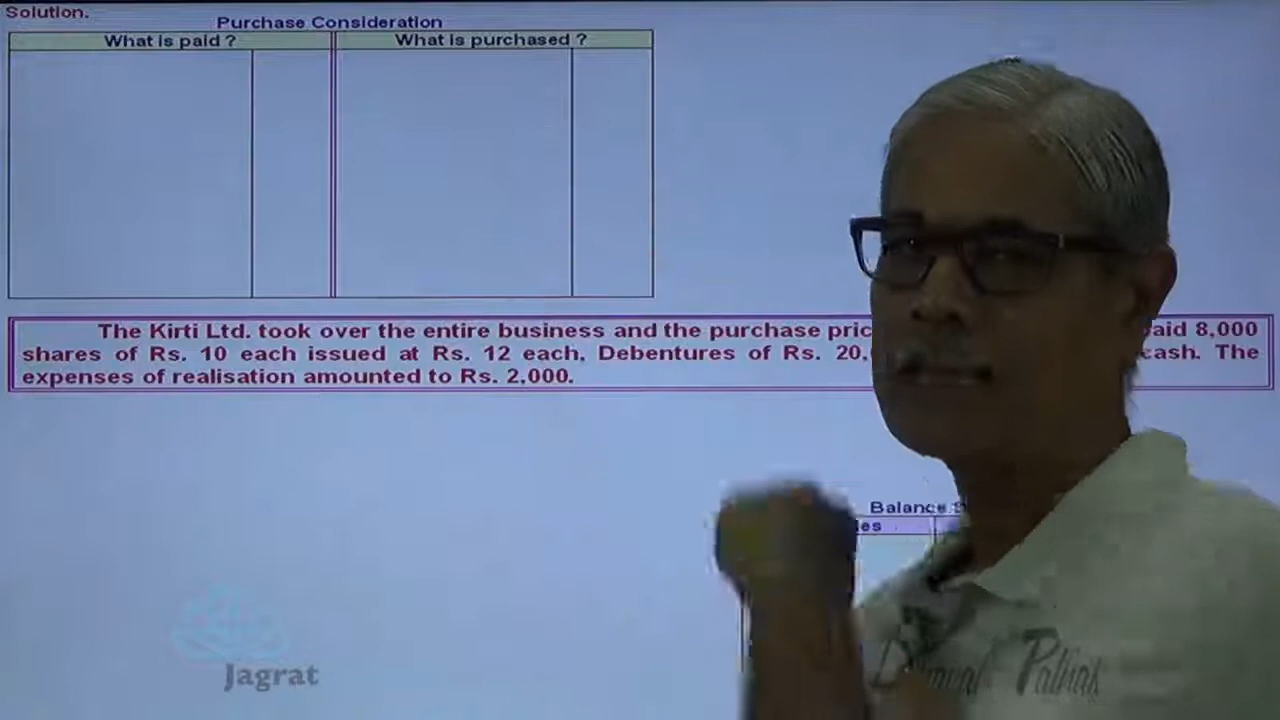 Solution.
Purchase Consideration
What is paid ? What is purchased ?
The Kirti Ltd. took over the entire business and the purchase aid 8,000
shares of Rs. 10 each issued at Rs. 12 each, Debentures of Rs. 20, cash. The
expenses of realisation amounted to Rs. 2,000.
Balance
Jagrat